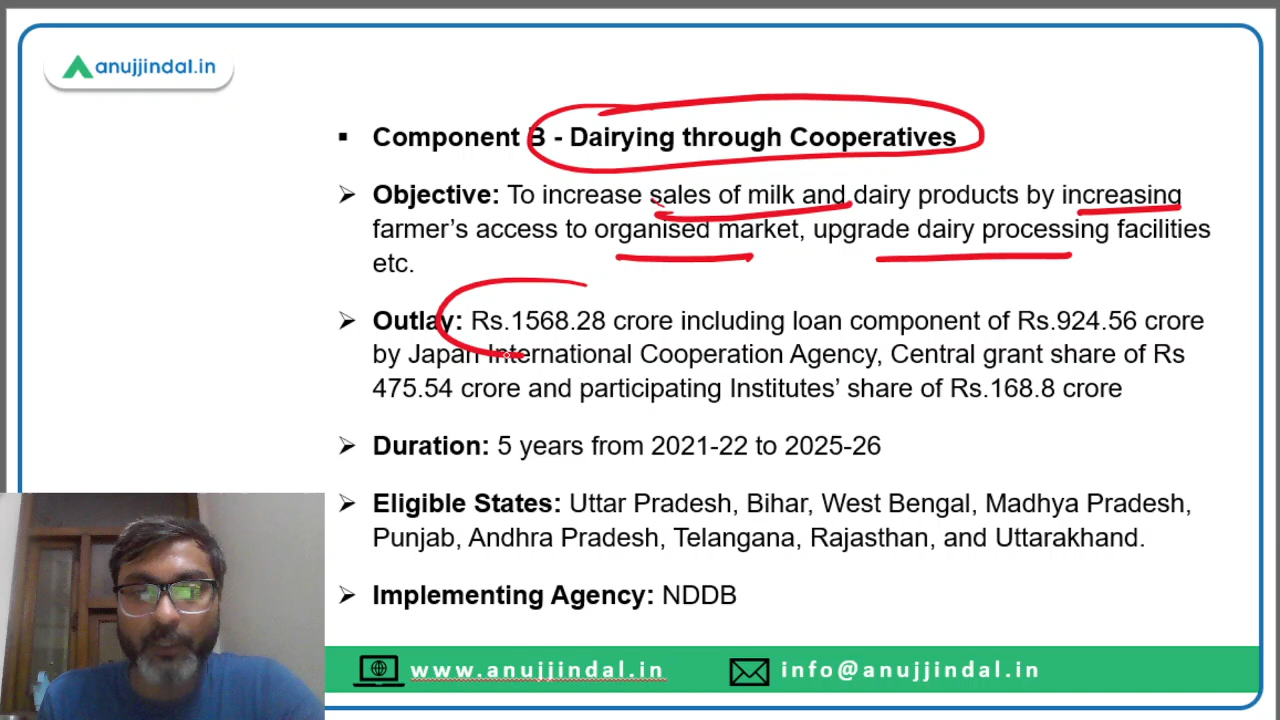 anujjindal.in
▪ Component B - Dairying through Cooperatives
➢ Objective: To increase sales of milk and dairy products by increasing
farmer’s access to organised market, upgrade dairy processing facilities
etc.
➢ Outlay: Rs.1568.28 crore including loan component of Rs.924.56 crore
by Japan International Cooperation Agency, Central grant share of Rs
475.54 crore and participating Institutes’ share of Rs.168.8 crore
➢ Duration: 5 years from 2021-22 to 2025-26
➢ Eligible States: Uttar Pradesh, Bihar, West Bengal, Madhya Pradesh,
Punjab, Andhra Pradesh, Telangana, Rajasthan, and Uttarakhand.
➢ Implementing Agency: NDDB
www.anujjindal.in info@anujjindal.in